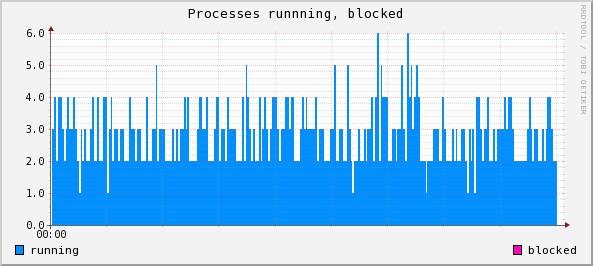 Processes runnning, blocked
RRDTOOL / TOBI OETIKER
6.0
5.0
4.0
3.0
2.0
1.0
0.0
00:00
running
blocked